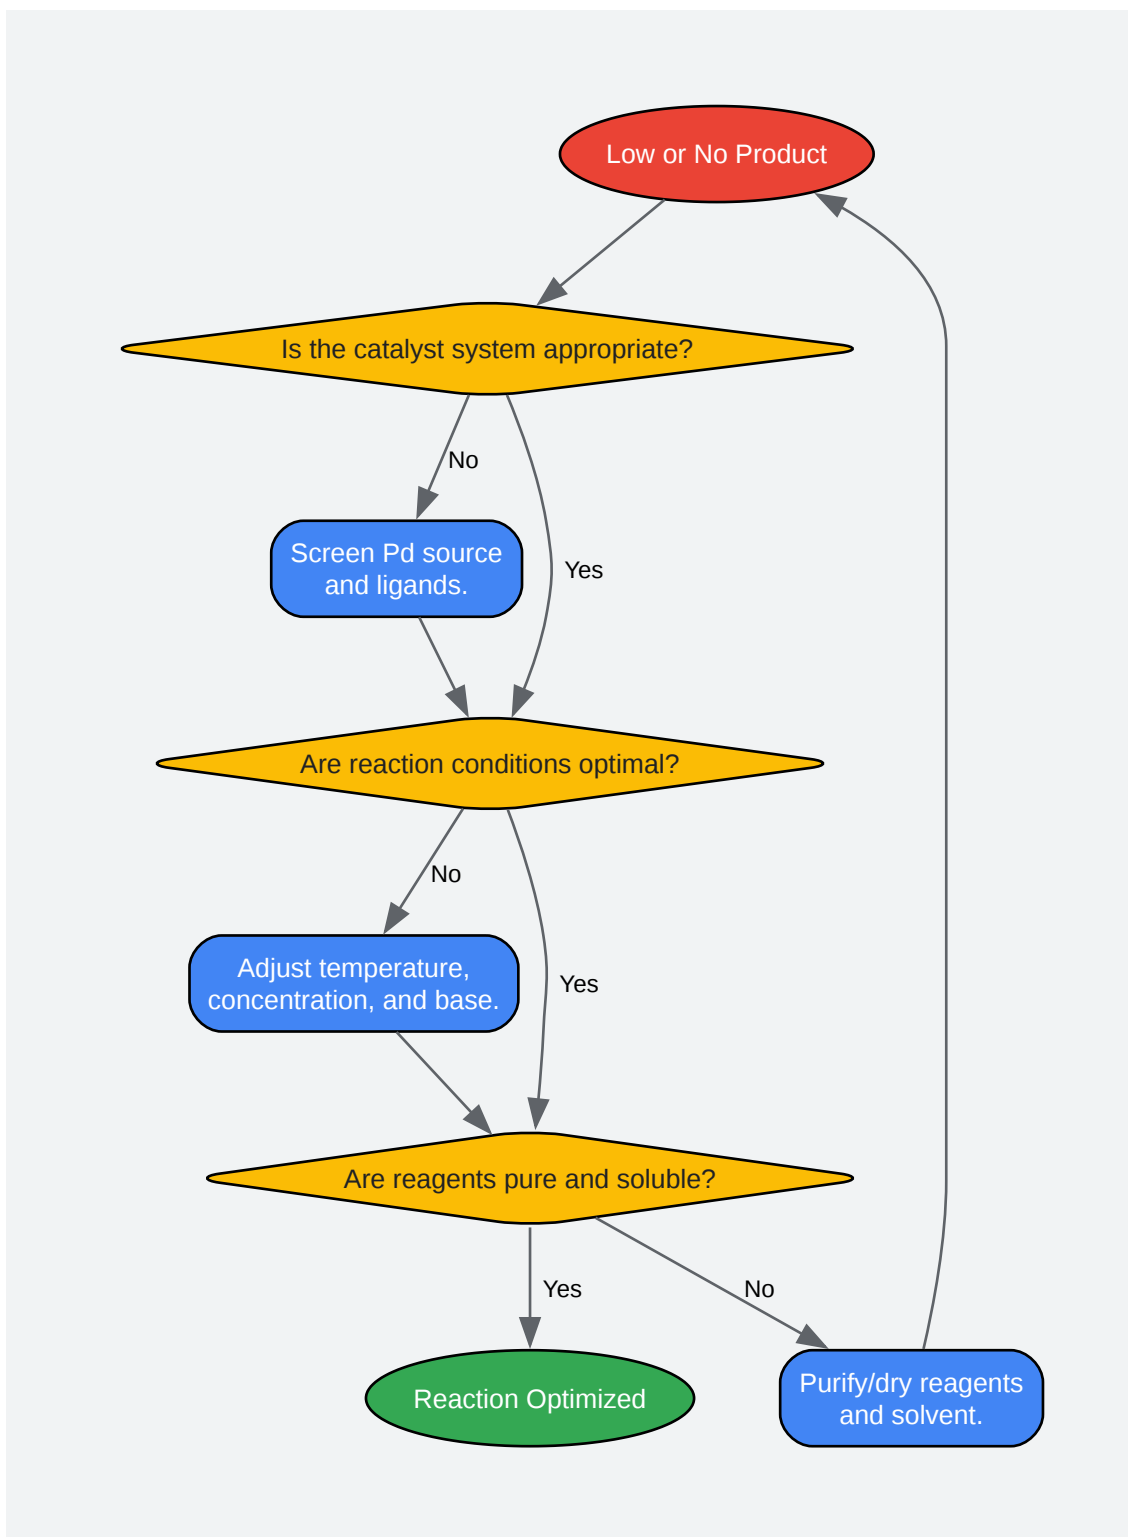 Low or No Product
Is the catalyst system appropriate?
No
Screen Pd source
and ligands.
Yes
Are reaction conditions optimal?
No
Adjust temperature,
concentration, and base.
Yes
Are reagents pure and soluble?
Yes
No
Reaction Optimized
Purify/dry reagents
and solvent.